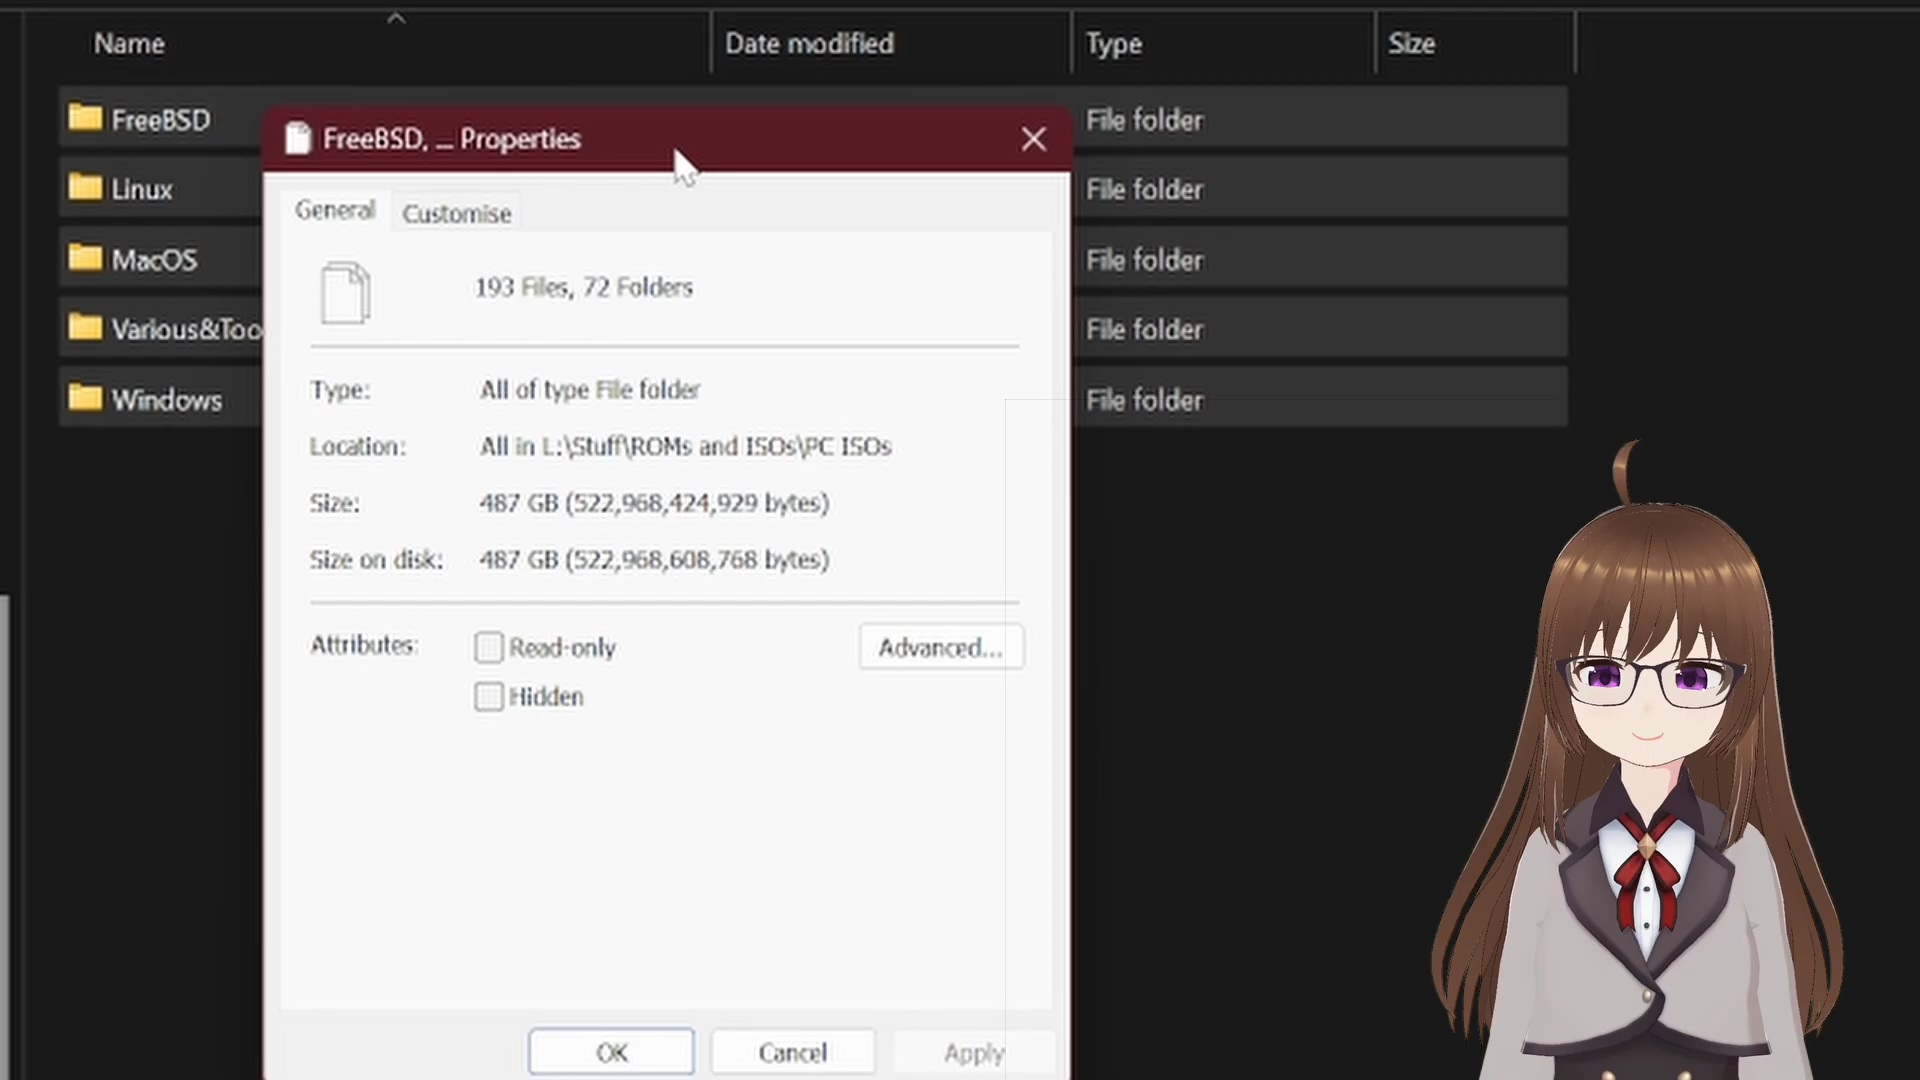 Name Date modified Type Size
FreeBSD File folder
FreeBSD, ... Properties
Linux File folder
General Customise
MacOS File folder
193 Files, 72 Folders
Various&Too File folder
Type: All of type File folder
Windows File folder
Location: All in L:\Stuff\ROMs and ISOs\PC ISOs
Size: 487 GB (522,968,424,929 bytes)
Size on disk: 487 GB (522,968,608,768 bytes)
Attributes: Read-only Advanced...
Hidden
OK Cancel Apply